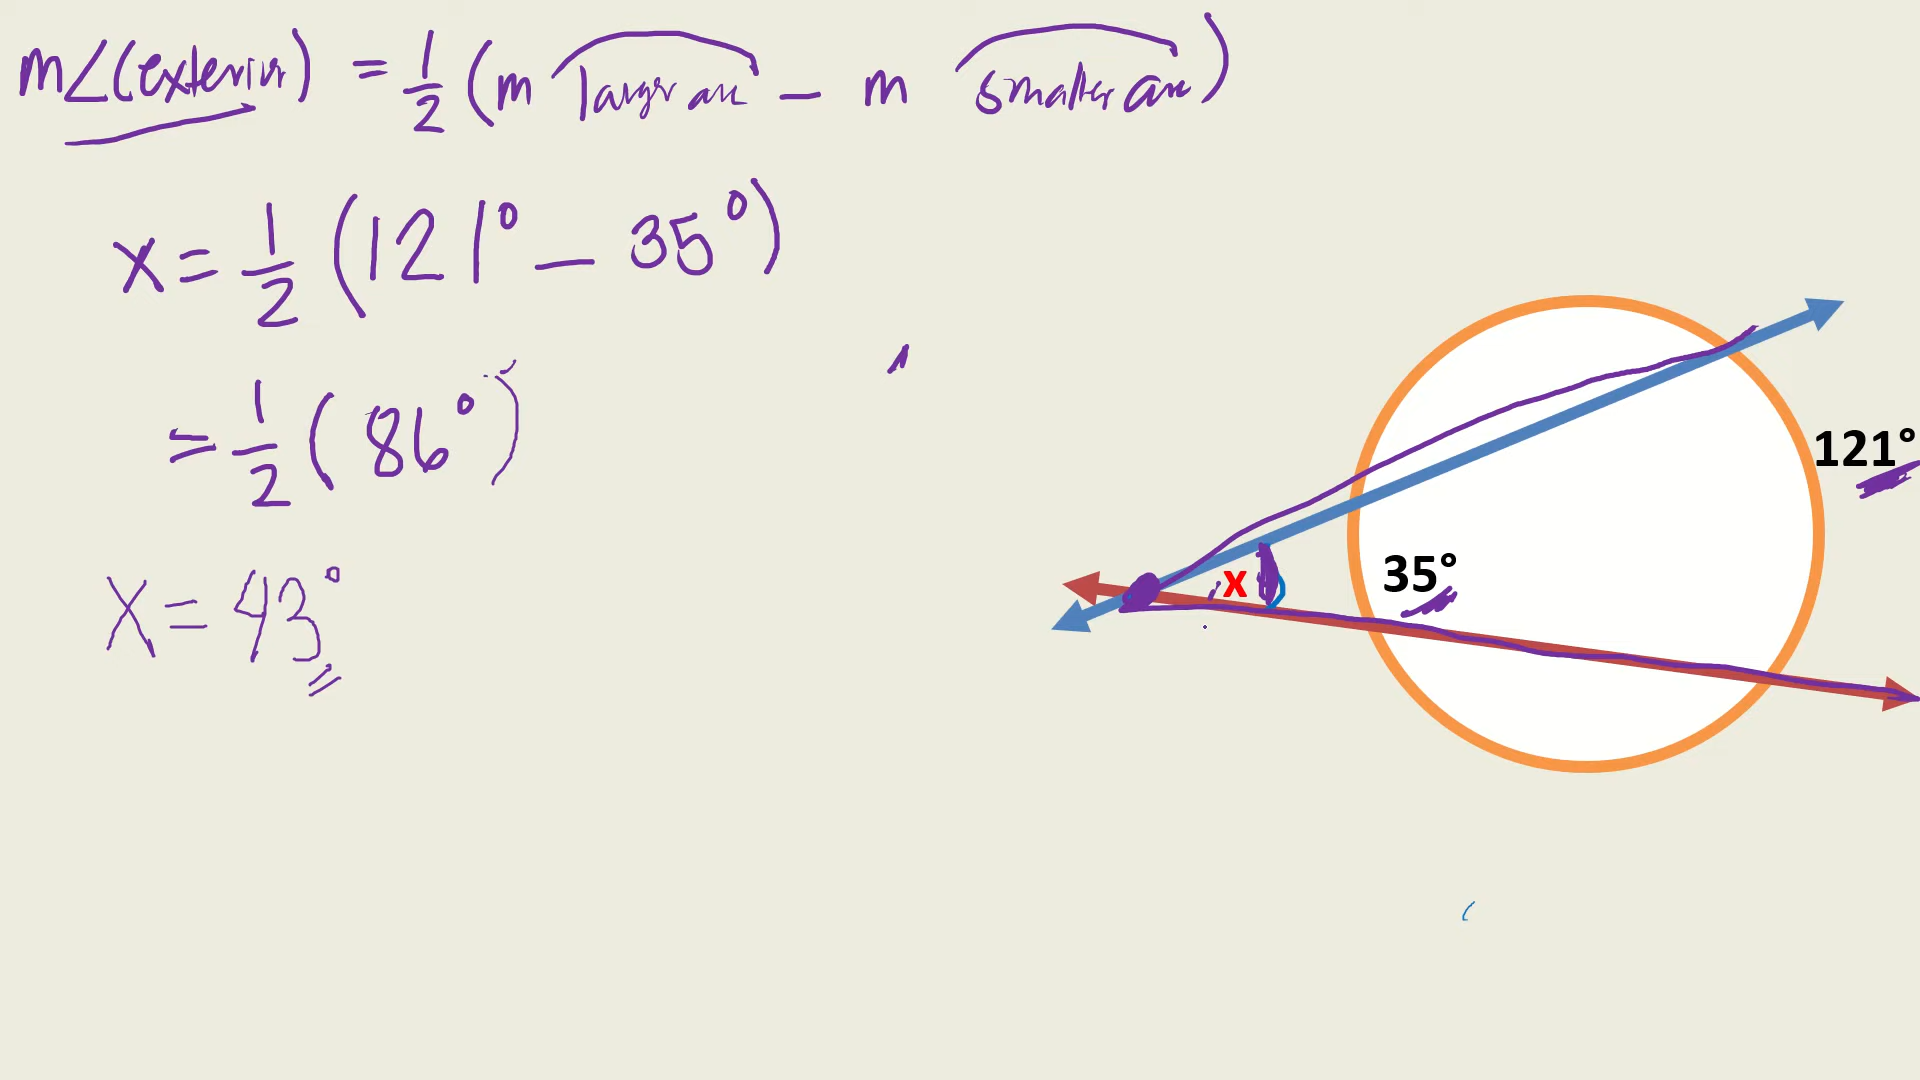 m∠(exterior) = 1/2 (m larger arc - m smaller arc)
x = 1/2 (121° - 35°)
= 1/2 (86°)
x = 43°
121°
35°
x